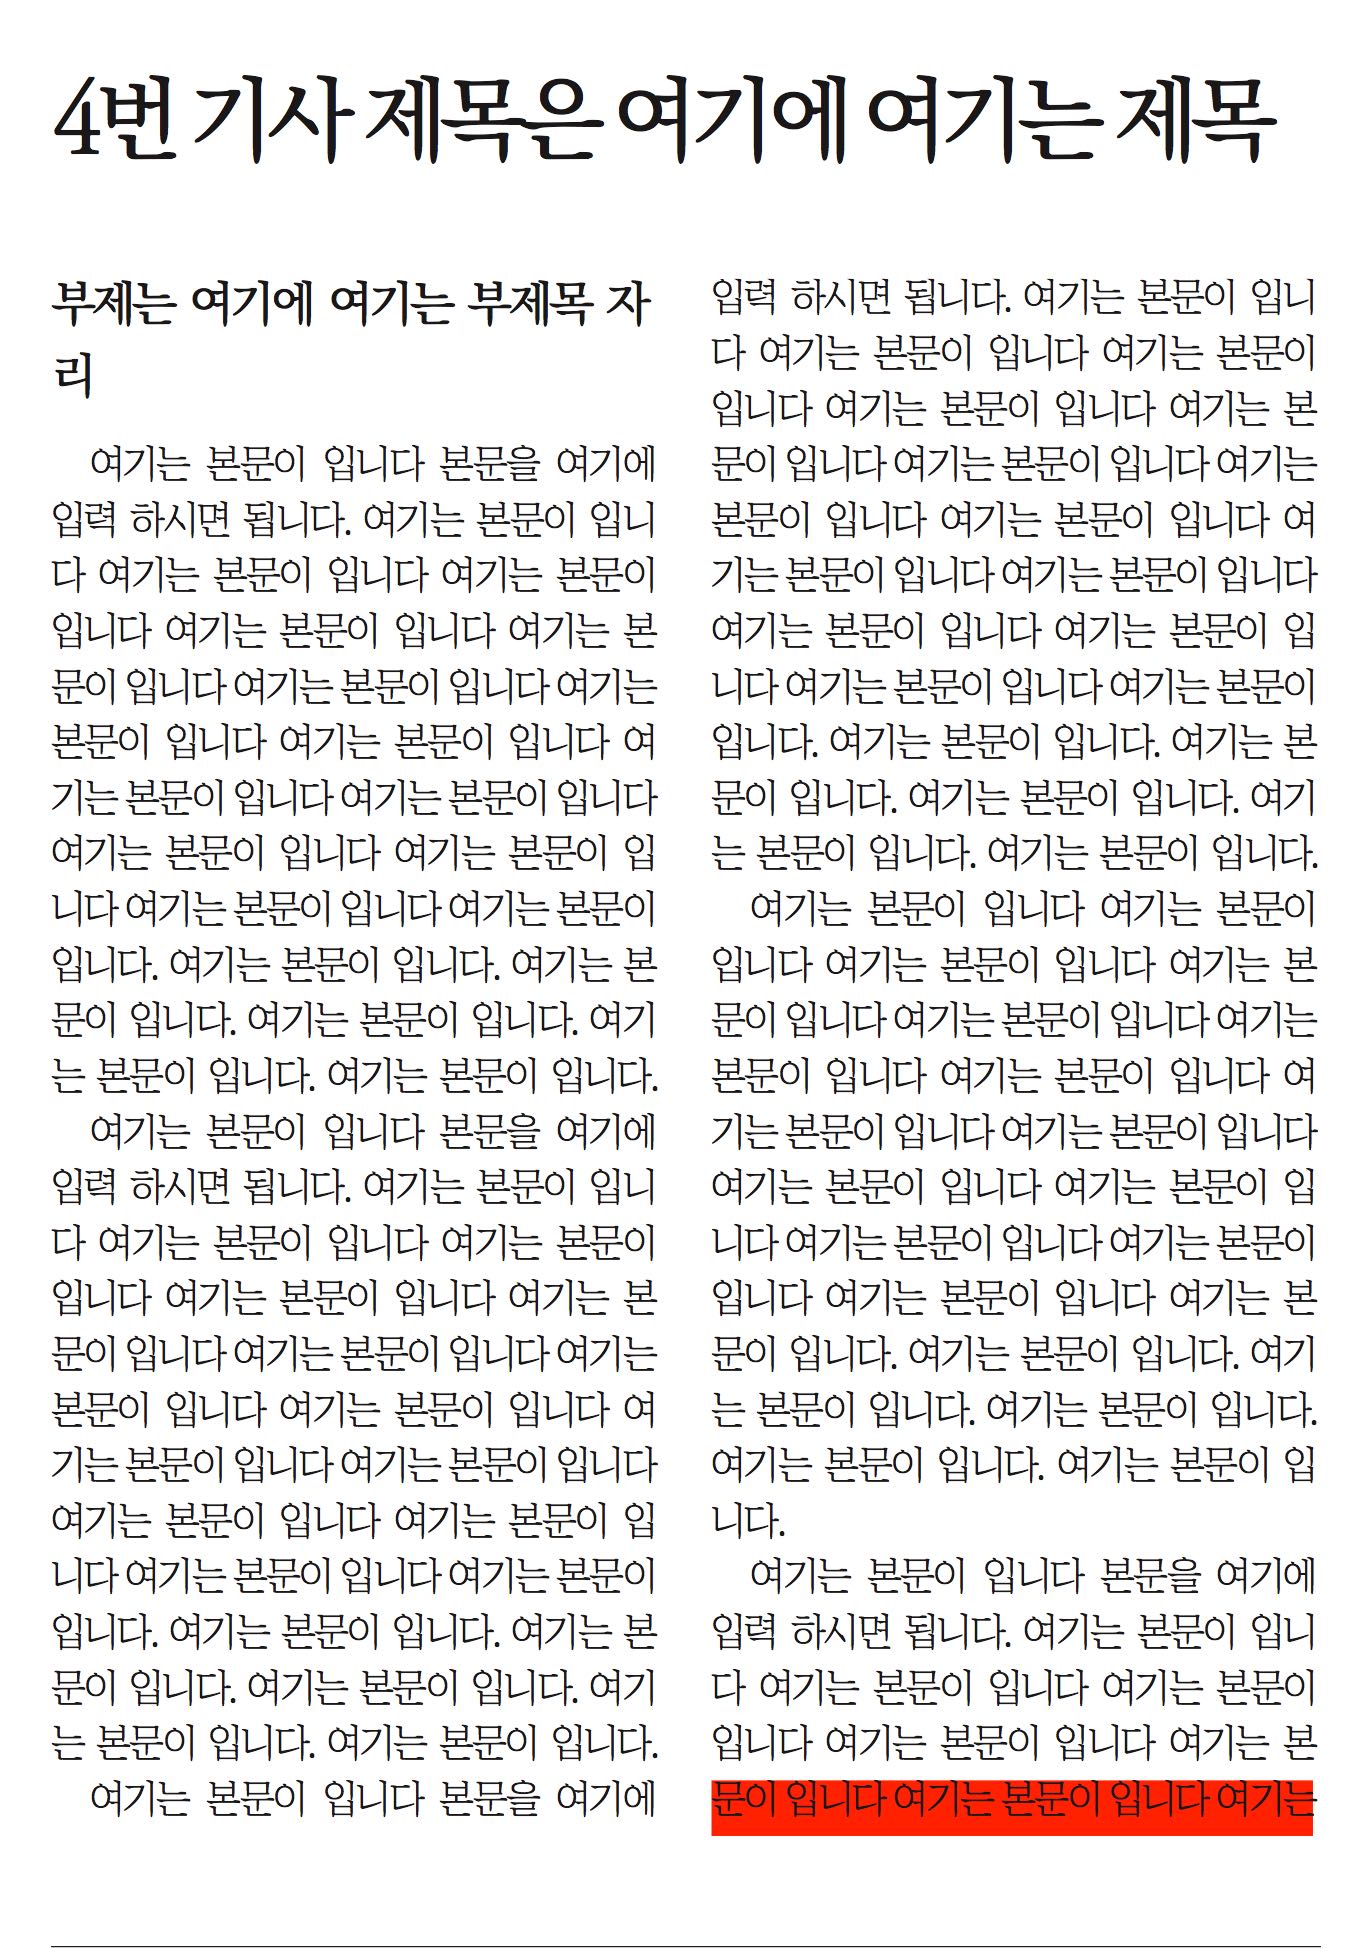 4번 기사 제목은 여기에 여기는 제목
부제는 여기에 여기는 부제목 자
리
여기는 본문이 입니다 본문을 여기에
입력 하시면 됩니다. 여기는 본문이 입니
다 여기는 본문이 입니다 여기는 본문이
입니다 여기는 본문이 입니다 여기는 본
문이 입니다 여기는 본문이 입니다 여기는
본문이 입니다 여기는 본문이 입니다 여
기는 본문이 입니다 여기는 본문이 입니다
여기는 본문이 입니다 여기는 본문이 입
니다 여기는 본문이 입니다 여기는 본문이
입니다. 여기는 본문이 입니다. 여기는 본
문이 입니다. 여기는 본문이 입니다. 여기
는 본문이 입니다. 여기는 본문이 입니다.
여기는 본문이 입니다 본문을 여기에
입력 하시면 됩니다. 여기는 본문이 입니
다 여기는 본문이 입니다 여기는 본문이
입니다 여기는 본문이 입니다 여기는 본
문이 입니다 여기는 본문이 입니다 여기는
본문이 입니다 여기는 본문이 입니다 여
기는 본문이 입니다 여기는 본문이 입니다
여기는 본문이 입니다 여기는 본문이 입
니다 여기는 본문이 입니다 여기는 본문이
입니다. 여기는 본문이 입니다. 여기는 본
문이 입니다. 여기는 본문이 입니다. 여기
는 본문이 입니다. 여기는 본문이 입니다.
여기는 본문이 입니다 본문을 여기에
입력 하시면 됩니다. 여기는 본문이 입니
다 여기는 본문이 입니다 여기는 본문이
입니다 여기는 본문이 입니다 여기는 본
문이 입니다 여기는 본문이 입니다 여기는
본문이 입니다 여기는 본문이 입니다 여
기는 본문이 입니다 여기는 본문이 입니다
여기는 본문이 입니다 여기는 본문이 입
니다 여기는 본문이 입니다 여기는 본문이
입니다. 여기는 본문이 입니다. 여기는 본
문이 입니다. 여기는 본문이 입니다. 여기
는 본문이 입니다. 여기는 본문이 입니다.
여기는 본문이 입니다 여기는 본문이
입니다 여기는 본문이 입니다 여기는 본
문이 입니다 여기는 본문이 입니다 여기는
본문이 입니다 여기는 본문이 입니다 여
기는 본문이 입니다 여기는 본문이 입니다
여기는 본문이 입니다 여기는 본문이 입
니다 여기는 본문이 입니다 여기는 본문이
입니다 여기는 본문이 입니다 여기는 본
문이 입니다. 여기는 본문이 입니다. 여기
는 본문이 입니다. 여기는 본문이 입니다.
여기는 본문이 입니다. 여기는 본문이 입
니다.
여기는 본문이 입니다 본문을 여기에
입력 하시면 됩니다. 여기는 본문이 입니
다 여기는 본문이 입니다 여기는 본문이
입니다 여기는 본문이 입니다 여기는 본
문이 입니다 여기는 본문이 입니다 여기는